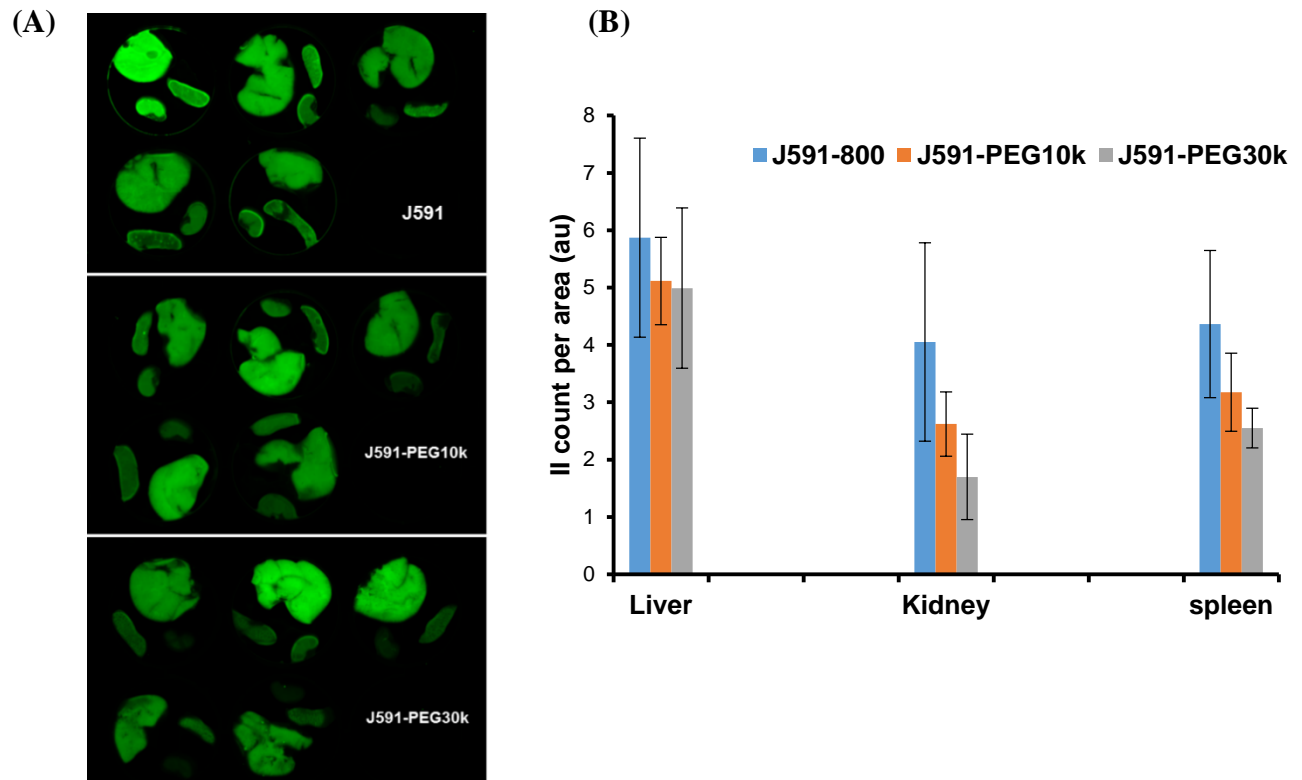 (A)
J591
J591-PEG10k
J591-PEG30k
(B)
8
7
6
5
4
3
2
1
0
II count per area (au)
J591-800 J591-PEG10k J591-PEG30k
Liver Kidney spleen